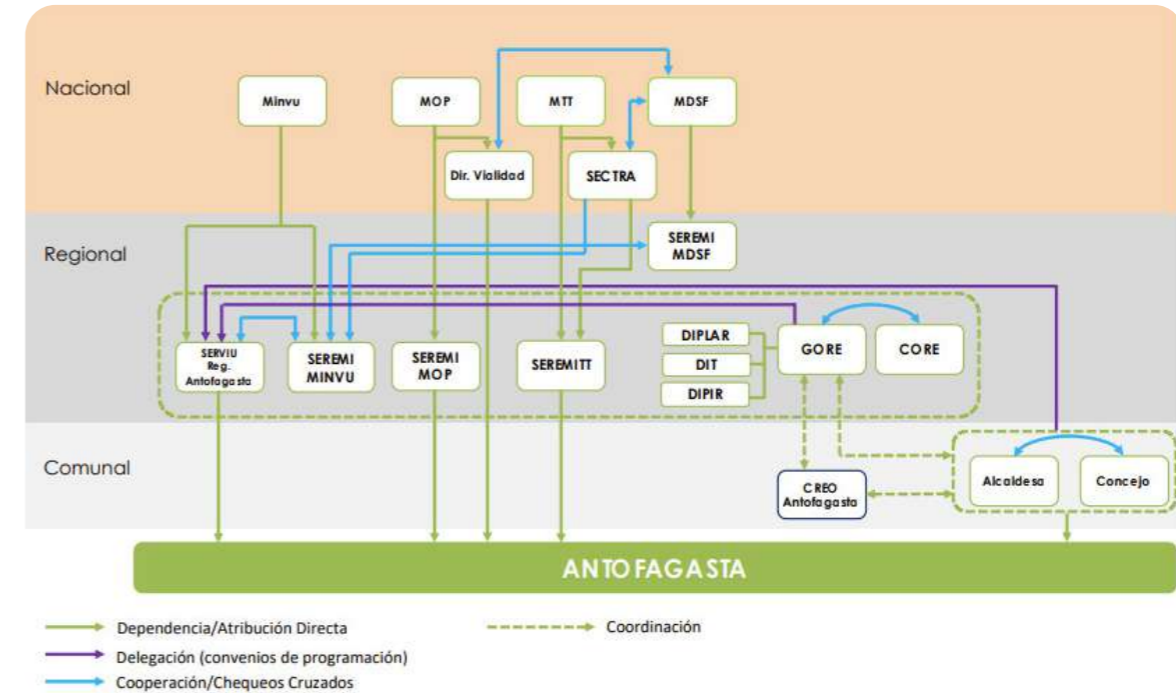 Nacional
Minvu
MOP
MTT
MDSF
Dir. Vialidad
SECTRA
Regional
SEREMI
MDSF
SERVIU
Reg.
Antofagasta
SEREMI
MINVU
SEREMI
MOP
SEREMITT
DIPLAR
DIT
DIPIR
GORE
CORE
Comunal
CREO
Antofagasta
Alcaldesa
Concejo
ANTOFAGASTA
Dependencia/Atribución Directa
Coordinación
Delegación (convenios de programación)
Cooperación/Chequeos Cruzados